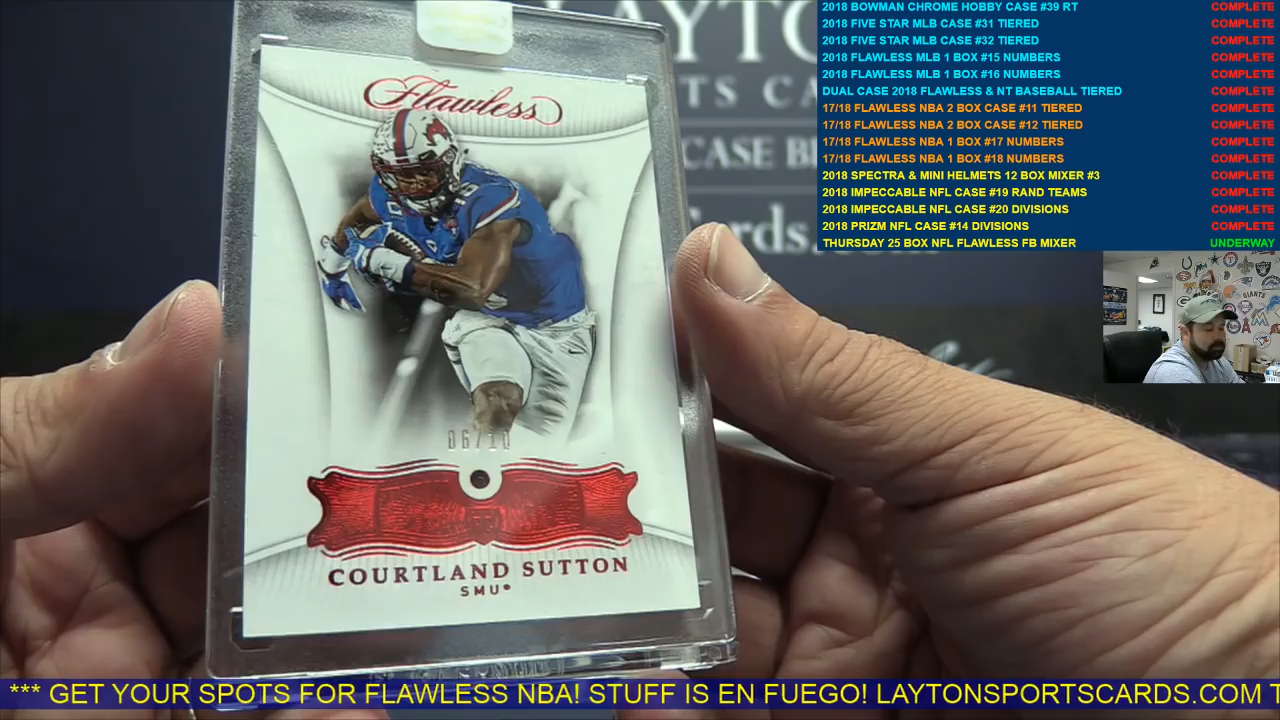 LAYTON
SPORTS CA
CASE B
rds.
Flawless
06/10
COURTLAND SUTTON
SMU
2018 BOWMAN CHROME HOBBY CASE #39 RT COMPLETE
2018 FIVE STAR MLB CASE #31 TIERED COMPLETE
2018 FIVE STAR MLB CASE #32 TIERED COMPLETE
2018 FLAWLESS MLB 1 BOX #15 NUMBERS COMPLETE
2018 FLAWLESS MLB 1 BOX #16 NUMBERS COMPLETE
DUAL CASE 2018 FLAWLESS & NT BASEBALL TIERED COMPLETE
17/18 FLAWLESS NBA 2 BOX CASE #11 TIERED COMPLETE
17/18 FLAWLESS NBA 2 BOX CASE #12 TIERED COMPLETE
17/18 FLAWLESS NBA 1 BOX #17 NUMBERS COMPLETE
17/18 FLAWLESS NBA 1 BOX #18 NUMBERS COMPLETE
2018 SPECTRA & MINI HELMETS 12 BOX MIXER #3 COMPLETE
2018 IMPECCABLE NFL CASE #19 RAND TEAMS COMPLETE
2018 IMPECCABLE NFL CASE #20 DIVISIONS COMPLETE
2018 PRIZM NFL CASE #14 DIVISIONS COMPLETE
THURSDAY 25 BOX NFL FLAWLESS FB MIXER UNDERWAY
*** GET YOUR SPOTS FOR FLAWLESS NBA! STUFF IS EN FUEGO! LAYTONSPORTSCARDS.COM T